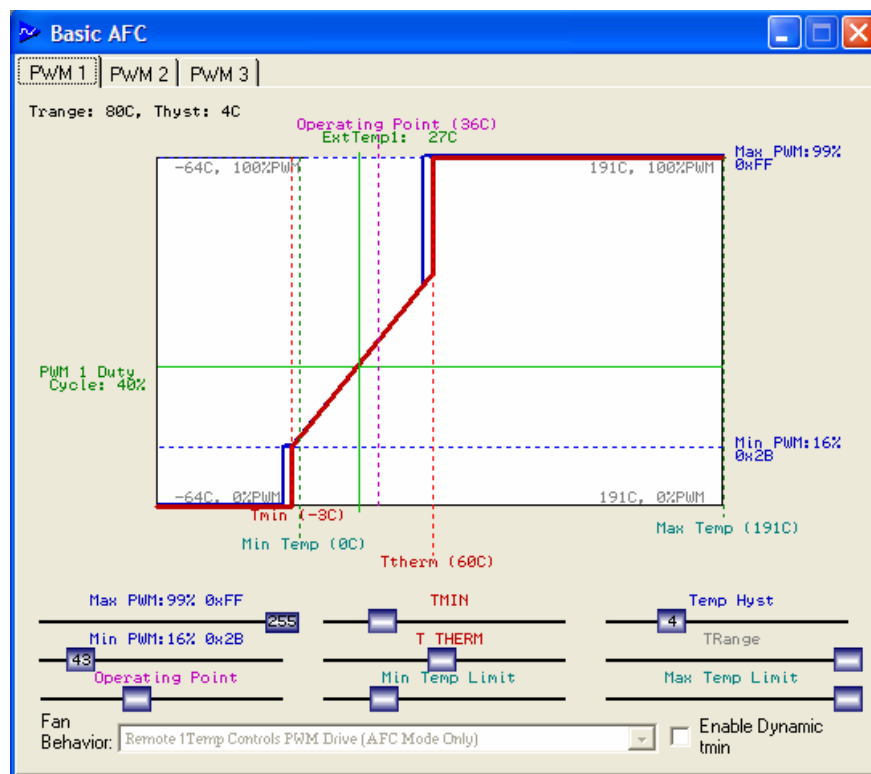 Basic AFC
PWM 1 PWM 2 PWM 3
Trange: 80C, Thyst: 4C
Operating Point (36C)
ExtTemp1: 27C
-64C, 100%PWM
191C, 100%PWM
Max PWM:99%
0xFF
PWM 1 Duty
Cycle: 40%
Min PWM:16%
0x2B
-64C, 0%PWM
191C, 0%PWM
Tmin (-3C)
Min Temp (0C)
Max Temp (191C)
Ttherm (60C)
Max PWM:99% 0xFF
255
TMIN
Temp Hyst
4
Min PWM:16% 0x2B
43
T THERM
TRange
Operating Point
Min Temp Limit
Max Temp Limit
Fan
Behavior:
Remote 1Temp Controls PWM Drive (AFC Mode Only)
Enable Dynamic
tmin